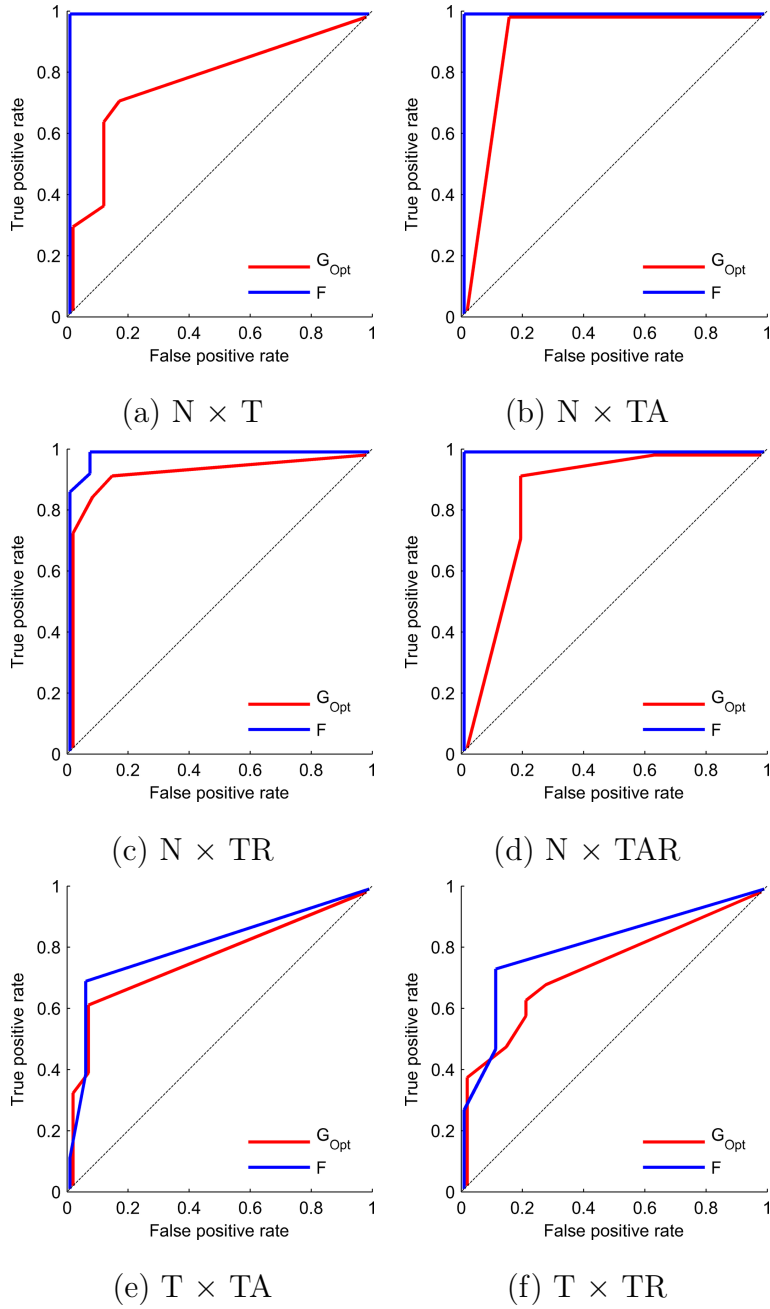 1
0.8
0.6
0.4
0.2
0
True positive rate
0 0.2 0.4 0.6 0.8 1
False positive rate
G_Opt
F
(a) N × T
1
0.8
0.6
0.4
0.2
0
True positive rate
0 0.2 0.4 0.6 0.8 1
False positive rate
G_Opt
F
(b) N × TA
1
0.8
0.6
0.4
0.2
0
True positive rate
0 0.2 0.4 0.6 0.8 1
False positive rate
G_Opt
F
(c) N × TR
1
0.8
0.6
0.4
0.2
0
True positive rate
0 0.2 0.4 0.6 0.8 1
False positive rate
G_Opt
F
(d) N × TAR
1
0.8
0.6
0.4
0.2
0
True positive rate
0 0.2 0.4 0.6 0.8 1
False positive rate
G_Opt
F
(e) T × TA
1
0.8
0.6
0.4
0.2
0
True positive rate
0 0.2 0.4 0.6 0.8 1
False positive rate
G_Opt
F
(f) T × TR